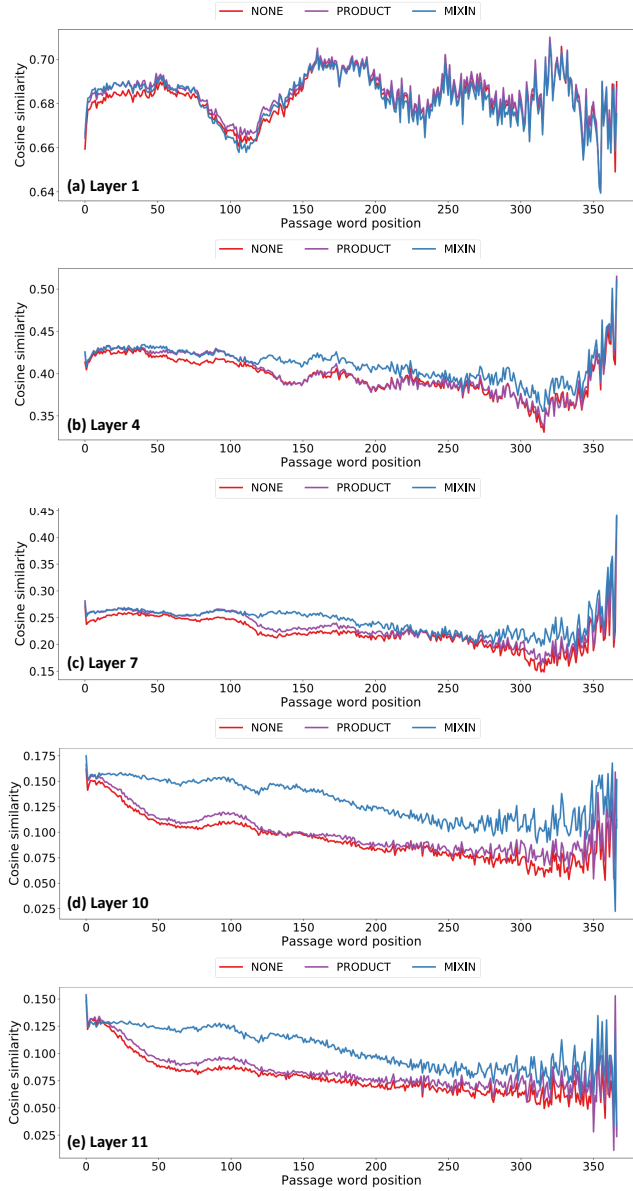 NONE PRODUCT MIXIN
Cosine similarity
0.70
0.68
0.66
0.64
(a) Layer 1
0 50 100 150 200 250 300 350
Passage word position
NONE PRODUCT MIXIN
Cosine similarity
0.50
0.45
0.40
0.35
(b) Layer 4
0 50 100 150 200 250 300 350
Passage word position
NONE PRODUCT MIXIN
Cosine similarity
0.45
0.40
0.35
0.30
0.25
0.20
0.15
(c) Layer 7
0 50 100 150 200 250 300 350
Passage word position
NONE PRODUCT MIXIN
Cosine similarity
0.175
0.150
0.125
0.100
0.075
0.050
0.025
(d) Layer 10
0 50 100 150 200 250 300 350
Passage word position
NONE PRODUCT MIXIN
Cosine similarity
0.150
0.125
0.100
0.075
0.050
0.025
(e) Layer 11
0 50 100 150 200 250 300 350
Passage word position